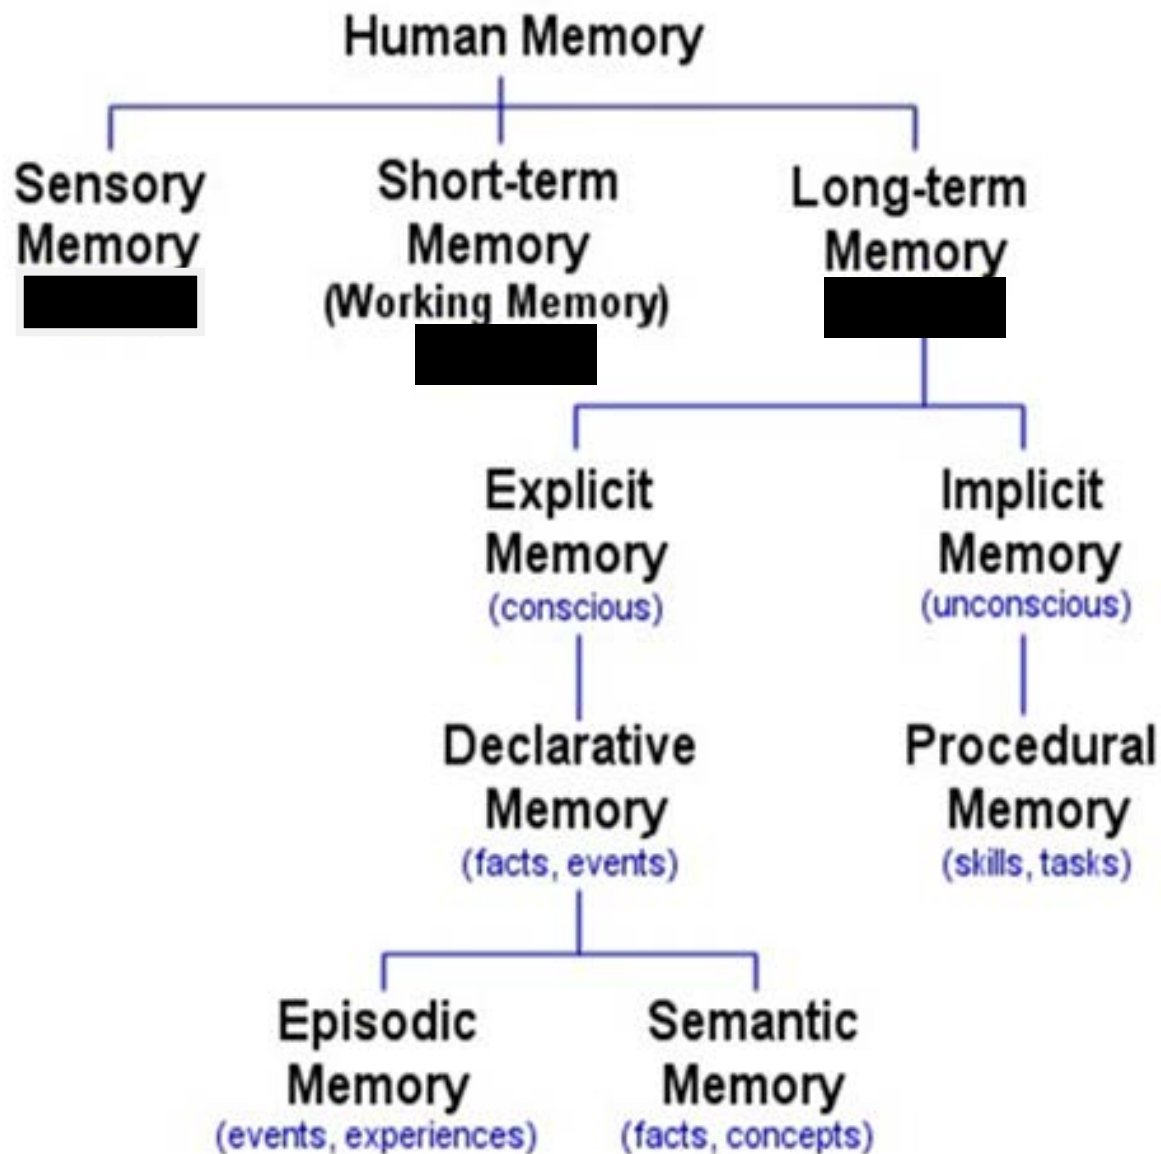 Human Memory
Sensory
Memory
Short-term
Memory
(Working Memory)
Long-term
Memory
Explicit
Memory
(conscious)
Implicit
Memory
(unconscious)
Declarative
Memory
(facts, events)
Procedural
Memory
(skills, tasks)
Episodic
Memory
(events, experiences)
Semantic
Memory
(facts, concepts)